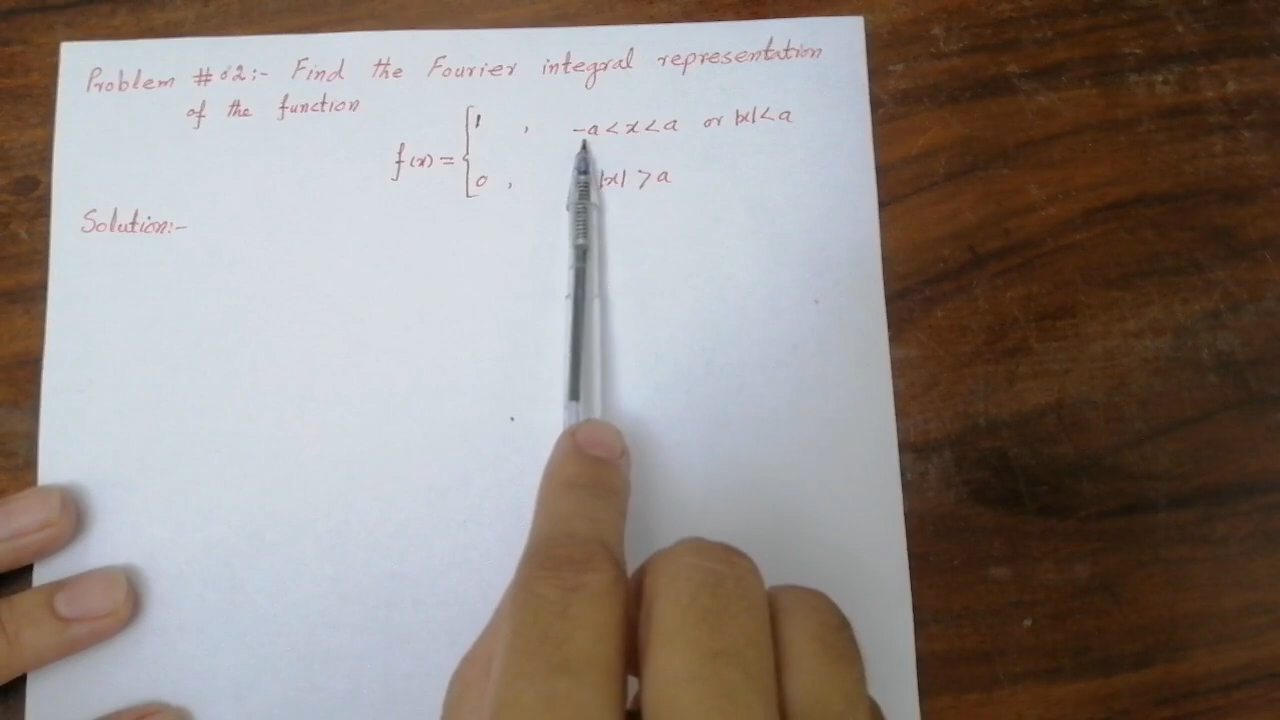 Problem # 02:- Find the Fourier integral representation
of the function
f(x) = { 1 , -a < x < a or |x| < a
0 , |x| > a
Solution:-